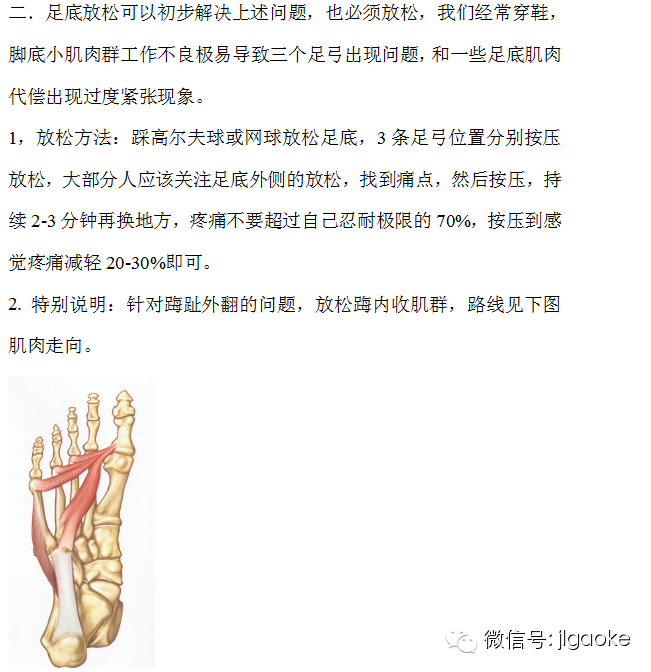 二．足底放松可以初步解决上述问题，也必须放松，我们经常穿鞋，
脚底小肌肉群工作不良极易导致三个足弓出现问题，和一些足底肌肉
代偿出现过度紧张现象。
1，放松方法：踩高尔夫球或网球放松足底，3 条足弓位置分别按压
放松，大部分人应该关注足底外侧的放松，找到痛点，然后按压，持
续 2-3 分钟再换地方，疼痛不要超过自己忍耐极限的 70%，按压到感
觉疼痛减轻 20-30%即可。
2. 特别说明：针对踇趾外翻的问题，放松踇内收肌群，路线见下图
肌肉走向。
微信号: jlgaoke